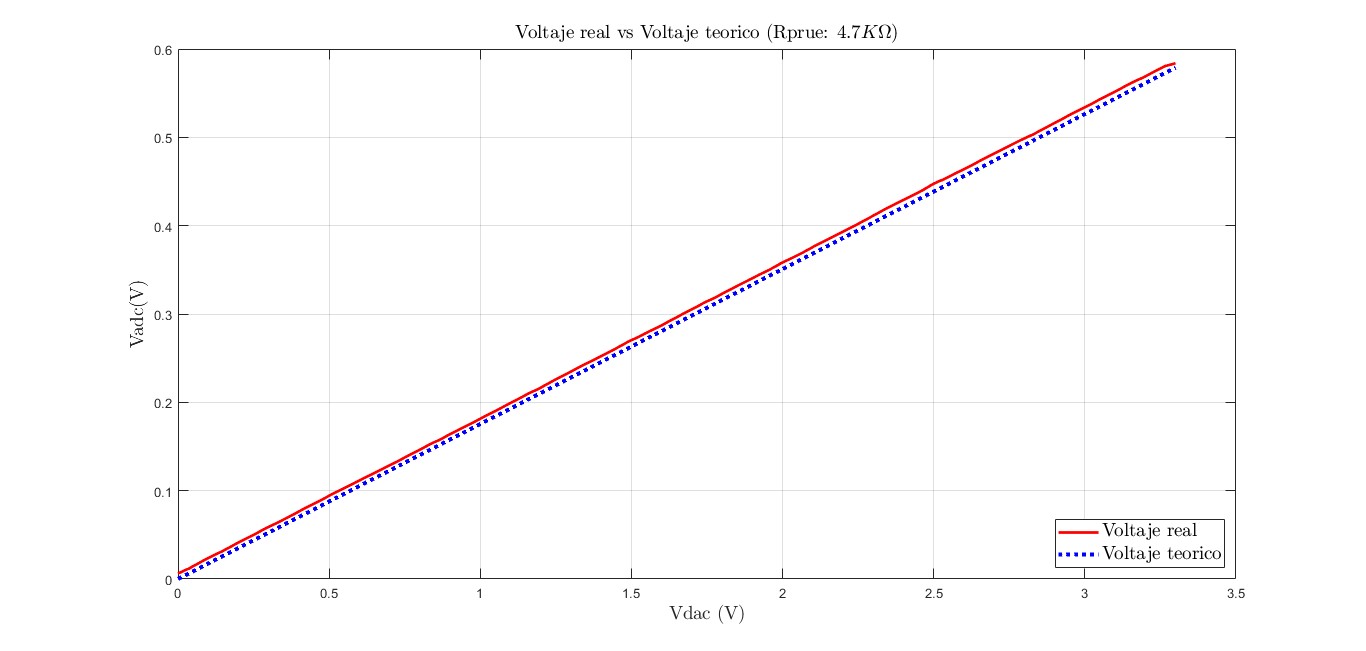 Voltaje real vs Voltaje teorico (Rprue: 4.7KΩ)
0.6
0.5
0.4
0.3
0.2
0.1
0
Vadc(V)
0 0.5 1 1.5 2 2.5 3 3.5
Vdac (V)
Voltaje real
Voltaje teorico